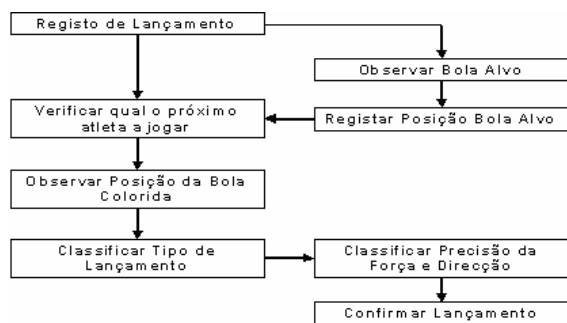 Registo de Lançamento
Observar Bola Alvo
Registar Posição Bola Alvo
Verificar qual o próximo
atleta a jogar
Observar Posição da Bola
Colorida
Classificar Tipo de
Lançamento
Classificar Precisão da
Força e Direcção
Confirmar Lançamento